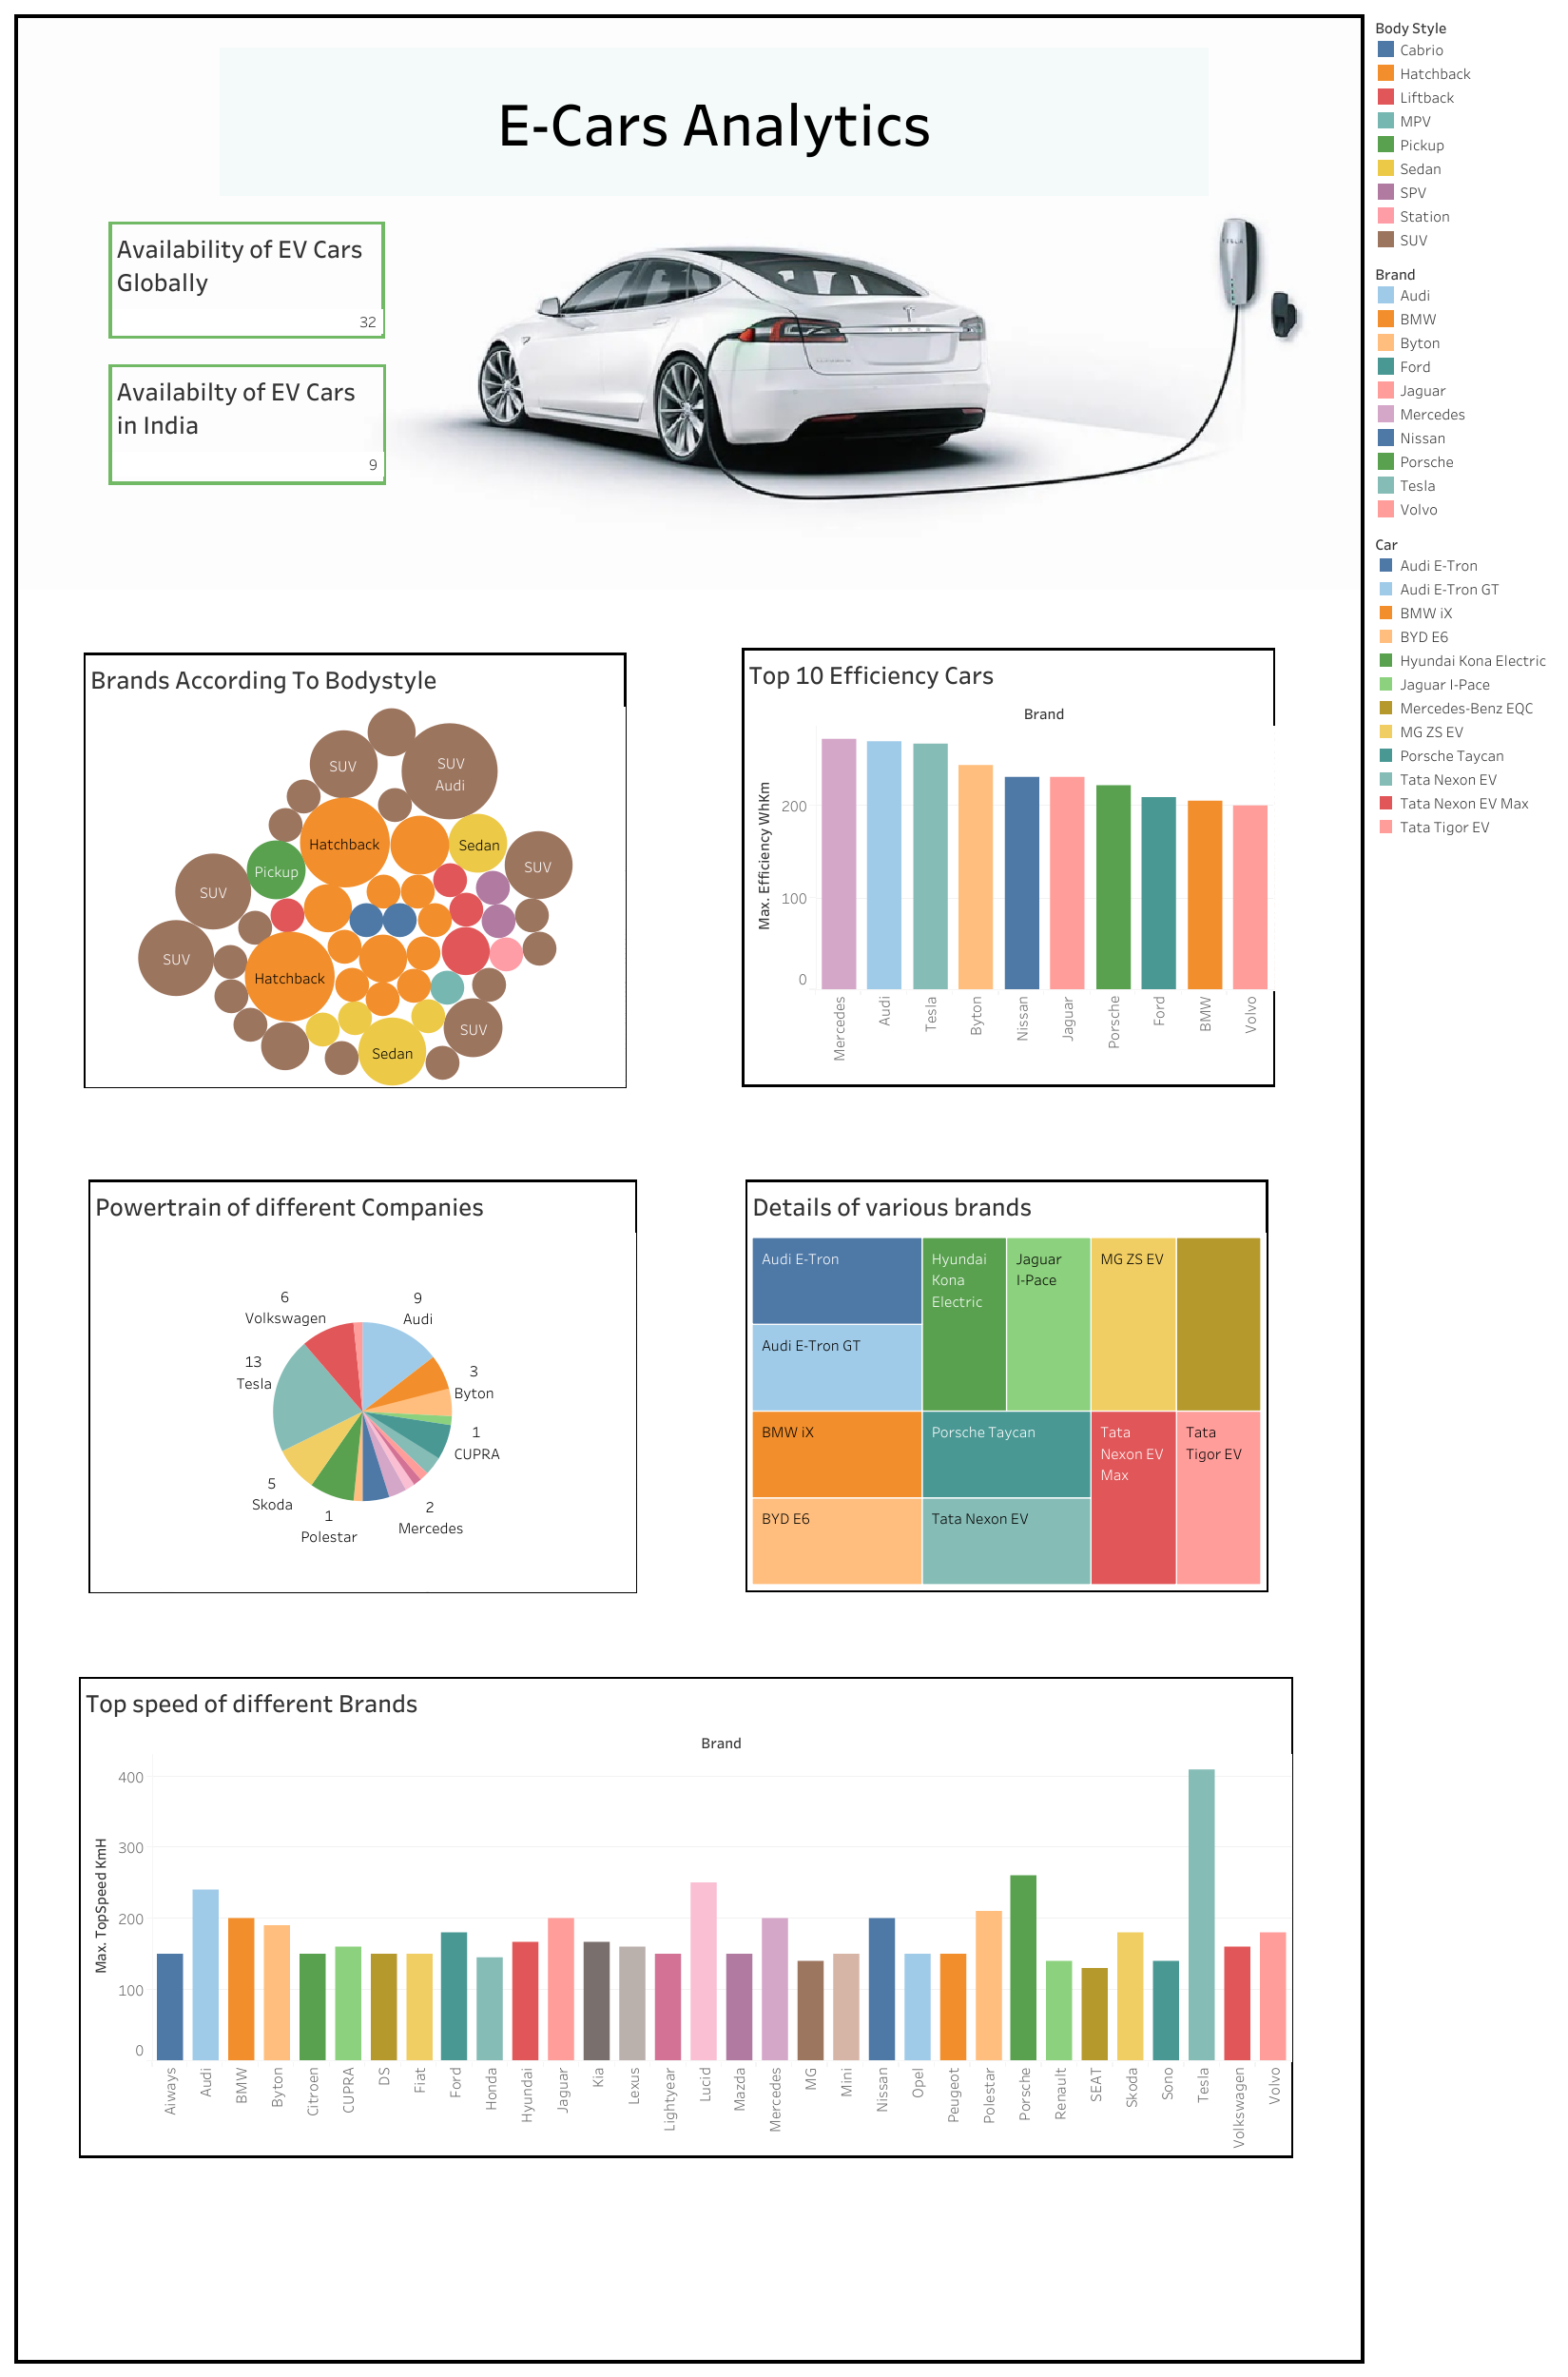 E-Cars Analytics
Availability of EV Cars
Globally
32
Availabilty of EV Cars
in India
9
TESLA
Body Style
Cabrio
Hatchback
Liftback
MPV
Pickup
Sedan
SPV
Station
SUV
Brand
Audi
BMW
Byton
Ford
Jaguar
Mercedes
Nissan
Porsche
Tesla
Volvo
Car
Audi E-Tron
Audi E-Tron GT
BMW iX
BYD E6
Hyundai Kona Electric
Jaguar I-Pace
Mercedes-Benz EQC
MG ZS EV
Porsche Taycan
Tata Nexon EV
Tata Nexon EV Max
Tata Tigor EV
Brands According To Bodystyle
SUV
SUV
Audi
Hatchback
Sedan
SUV
Pickup
SUV
SUV
Hatchback
SUV
Sedan
Top 10 Efficiency Cars
Brand
Max. Efficiency WhKm
200
100
0
Mercedes
Audi
Tesla
Byton
Nissan
Jaguar
Porsche
Ford
BMW
Volvo
Powertrain of different Companies
6
Volkswagen
9
Audi
13
Tesla
3
Byton
1
CUPRA
5
Skoda
2
Mercedes
1
Polestar
Details of various brands
Audi E-Tron
Hyundai
Kona
Electric
Jaguar
I-Pace
MG ZS EV
Audi E-Tron GT
BMW iX
Porsche Taycan
Tata
Nexon EV
Max
Tata
Tigor EV
BYD E6
Tata Nexon EV
Top speed of different Brands
Brand
Max. TopSpeed KmH
400
300
200
100
0
Aiways
Audi
BMW
Byton
Citroen
CUPRA
DS
Fiat
Ford
Honda
Hyundai
Jaguar
Kia
Lexus
Lightyear
Lucid
Mazda
Mercedes
MG
Mini
Nissan
Opel
Peugeot
Polestar
Porsche
Renault
SEAT
Skoda
Sono
Tesla
Volkswagen
Volvo